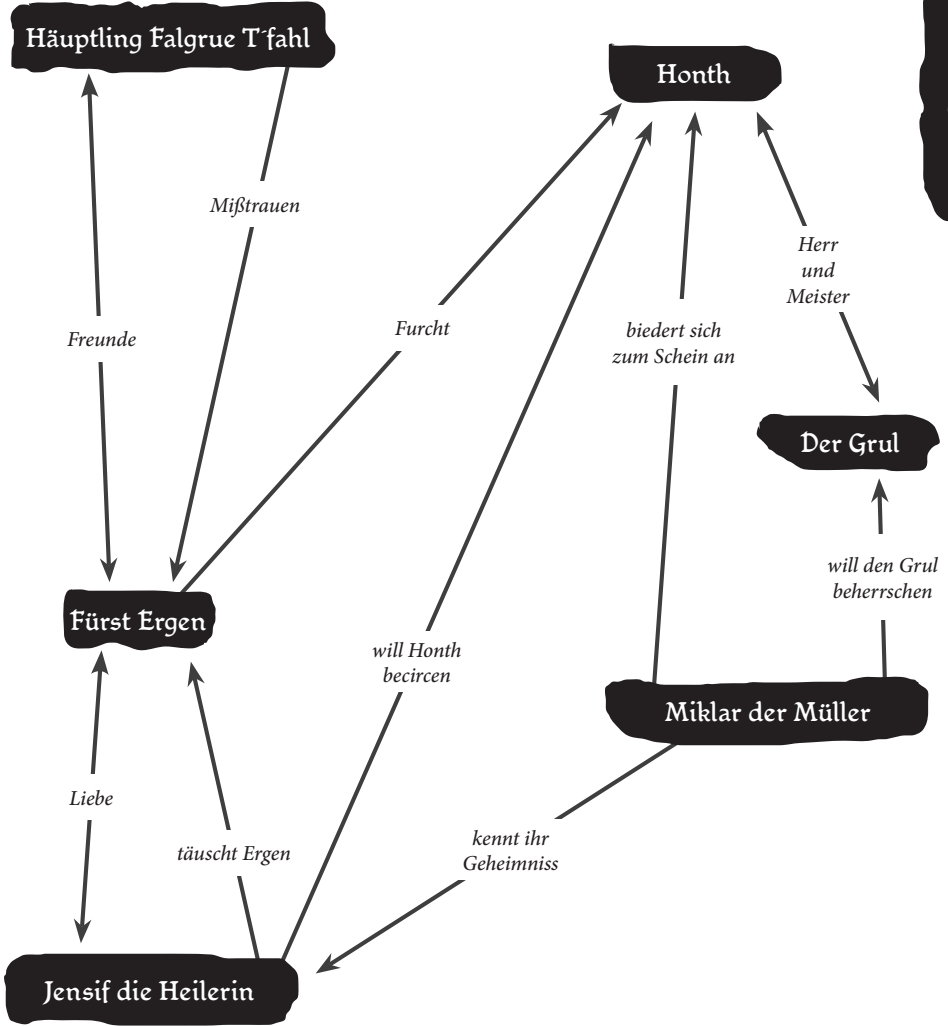 Häuptling Falgrue T´fahl
Honth
Mißtrauen
Herr
und
Meister
Freunde
Furcht
biedert sich
zum Schein an
Der Grul
will den Grul
beherrschen
Fürst Ergen
will Honth
becircen
Miklar der Müller
Liebe
täuscht Ergen
kennt ihr
Geheimniss
Jensif die Heilerin